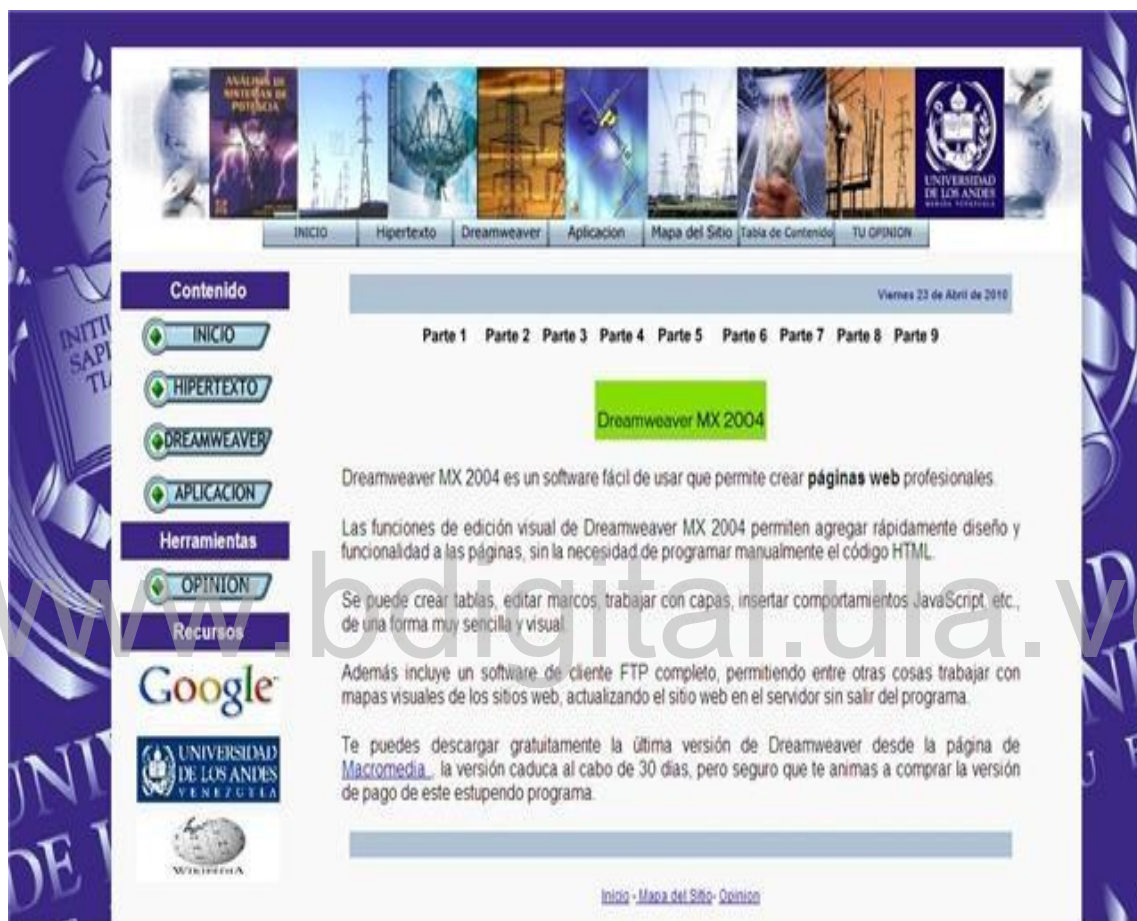 ANÁLISIS DE
SISTEMAS DE
POTENCIA
UNIVERSIDAD
DE LOS ANDES
MERIDA VENEZUELA
INICIO Hipertexto Dreamweaver Aplicacion Mapa del Sitio Tabla de Contenido TU OPINION
Contenido
INICIO
HIPERTEXTO
DREAMWEAVER
APLICACION
Herramientas
OPINION
Recursos
Google
UNIVERSIDAD
DE LOS ANDES
VENEZUELA
WIKIPEDIA
Viernes 23 de Abril de 2010
Parte 1 Parte 2 Parte 3 Parte 4 Parte 5 Parte 6 Parte 7 Parte 8 Parte 9
Dreamweaver MX 2004
Dreamweaver MX 2004 es un software fácil de usar que permite crear páginas web profesionales.
Las funciones de edición visual de Dreamweaver MX 2004 permiten agregar rápidamente diseño y
funcionalidad a las páginas, sin la necesidad de programar manualmente el código HTML.
Se puede crear tablas, editar marcos, trabajar con capas, insertar comportamientos JavaScript, etc.,
de una forma muy sencilla y visual.
Además incluye un software de cliente FTP completo, permitiendo entre otras cosas trabajar con
mapas visuales de los sitios web, actualizando el sitio web en el servidor sin salir del programa.
Te puedes descargar gratuitamente la última versión de Dreamweaver desde la página de
Macromedia , la versión caduca al cabo de 30 días, pero seguro que te animas a comprar la versión
de pago de este estupendo programa.
Inicio - Mapa del Sitio- Opinion
www.bdigital.ula.v
INITIU
SAPI
TI
UNI
DE L